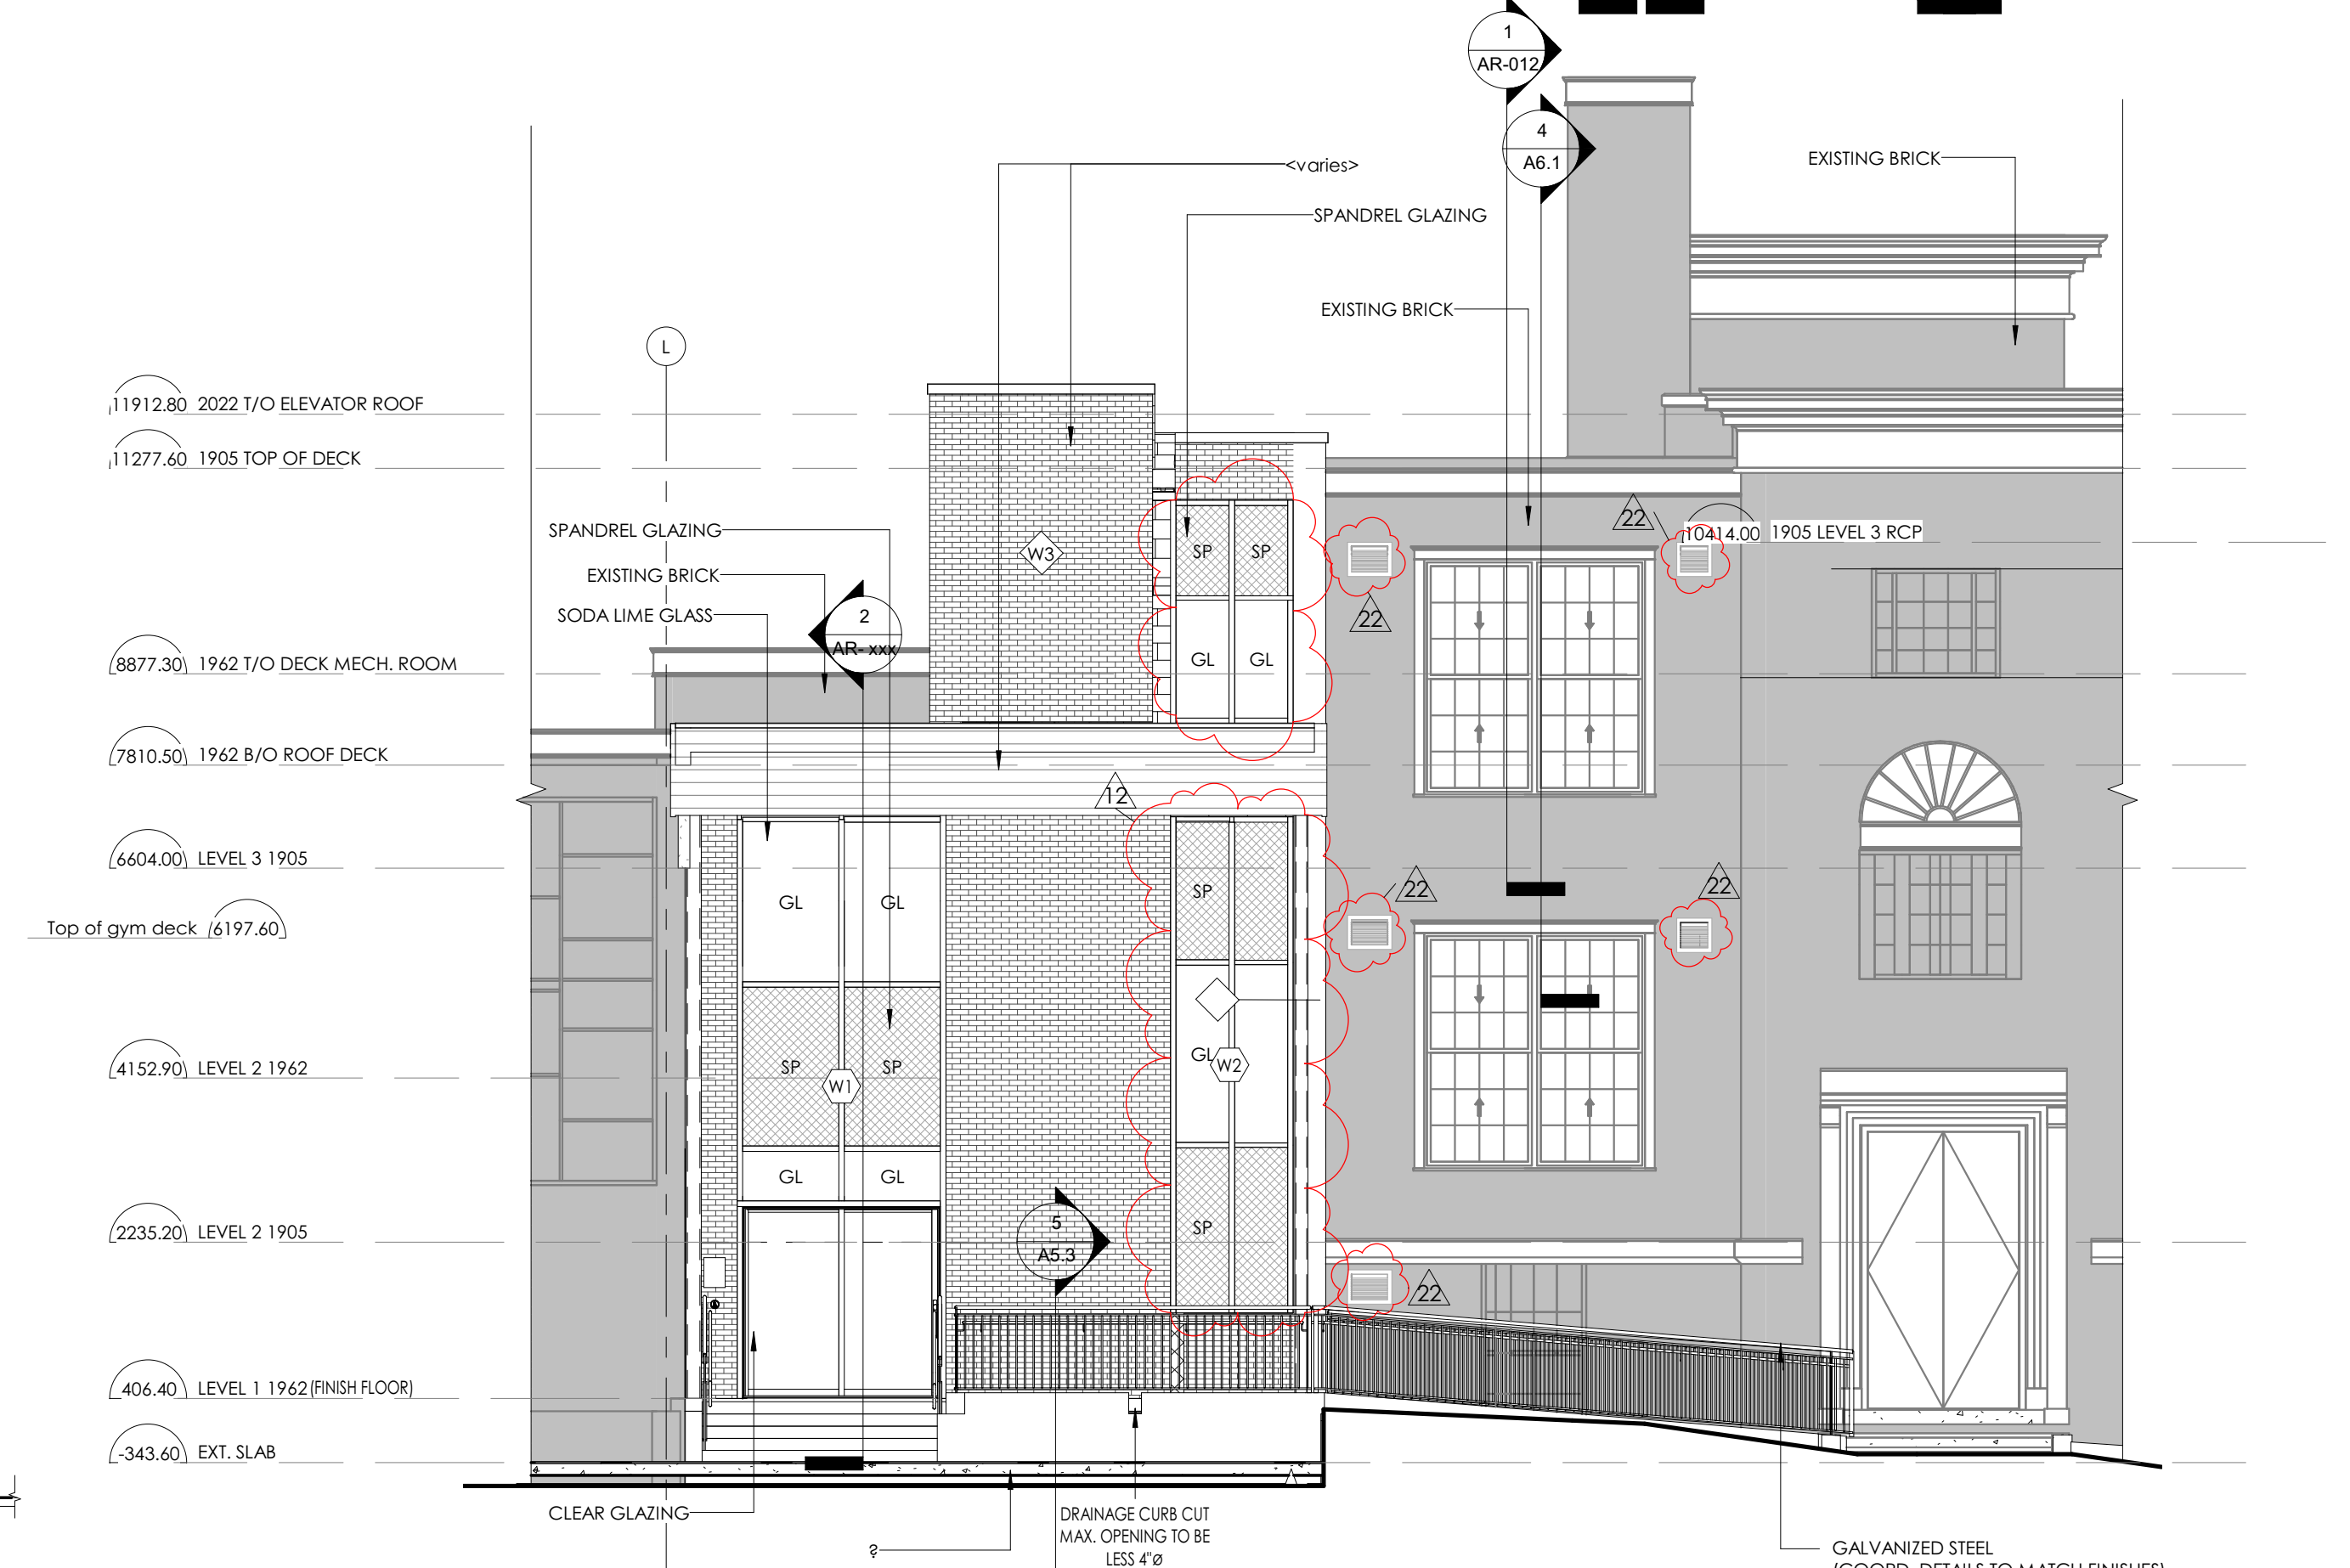 1
AR-012
4
A6.1
EXISTING BRICK
<varies>
SPANDREL GLAZING
EXISTING BRICK
L
11912.80 2022 T/O ELEVATOR ROOF
11277.60 1905 TOP OF DECK
SPANDREL GLAZING
22
10414.00 1905 LEVEL 3 RCP
W3
SP SP
EXISTING BRICK
SODA LIME GLASS
2
AR- xxx
22
8877.30 1962 T/O DECK MECH. ROOM
GL GL
7810.50 1962 B/O ROOF DECK
12
6604.00 LEVEL 3 1905
GL GL
SP
22
22
Top of gym deck 6197.60
4152.90 LEVEL 2 1962
SP SP
W1
GL
W2
GL GL
2235.20 LEVEL 2 1905
5
A5.3
SP
22
406.40 LEVEL 1 1962 (FINISH FLOOR)
-343.60 EXT. SLAB
CLEAR GLAZING
DRAINAGE CURB CUT
MAX. OPENING TO BE
LESS 4"Ø
?
GALVANIZED STEEL
(COORD. DETAILS TO MATCH FINISHES)